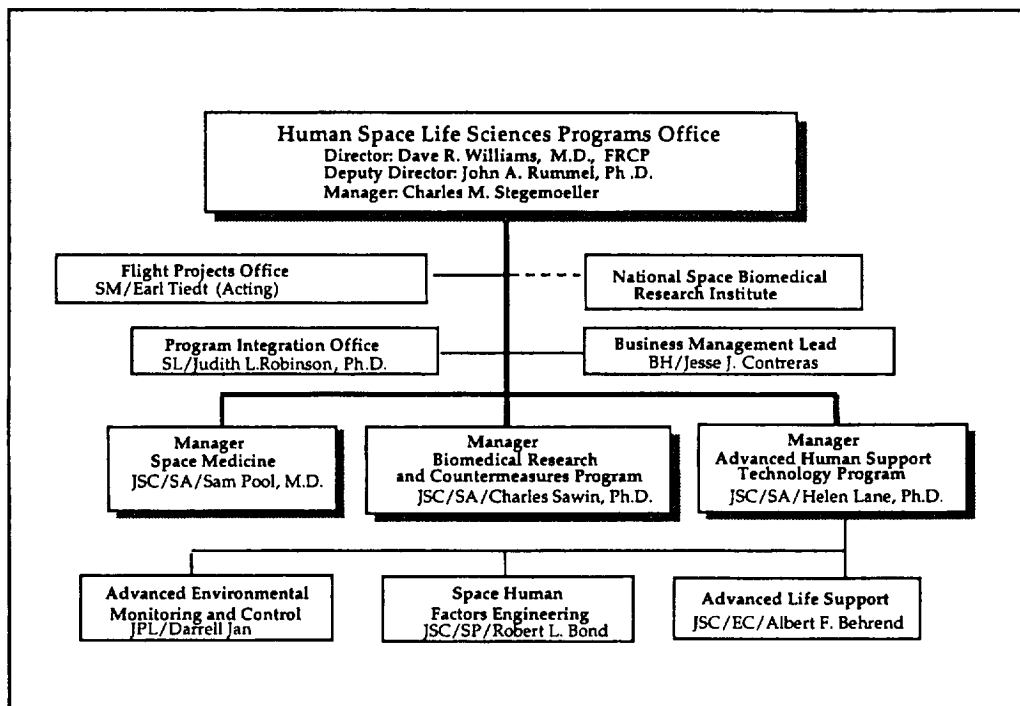 Human Space Life Sciences Programs Office
Director: Dave R. Williams, M.D., FRCP
Deputy Director: John A. Rummel, Ph.D.
Manager: Charles M. Stegemoeller
Flight Projects Office
SM/Earl Tiedt (Acting)
National Space Biomedical
Research Institute
Program Integration Office
SL/Judith L.Robinson, Ph.D.
Business Management Lead
BH/Jesse J. Contreras
Manager
Space Medicine
JSC/SA/Sam Pool, M.D.
Manager
Biomedical Research
and Countermeasures Program
JSC/SA/Charles Sawin, Ph.D.
Manager
Advanced Human Support
Technology Program
JSC/SA/Helen Lane, Ph.D.
Advanced Environmental
Monitoring and Control
JPL/Darrell Jan
Space Human
Factors Engineering
JSC/SP/Robert L. Bond
Advanced Life Support
JSC/EC/Albert F. Behrend